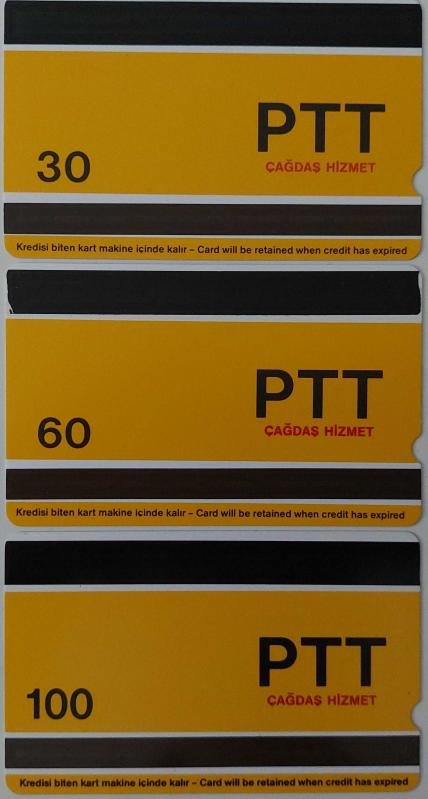 PTT
ÇAĞDAŞ HİZMET
30
Kredisi biten kart makine içinde kalır – Card will be retained when credit has expired
PTT
ÇAĞDAŞ HİZMET
60
Kredisi biten kart makine içinde kalır – Card will be retained when credit has expired
PTT
ÇAĞDAŞ HİZMET
100
Kredisi biten kart makine içinde kalır – Card will be retained when credit has expired